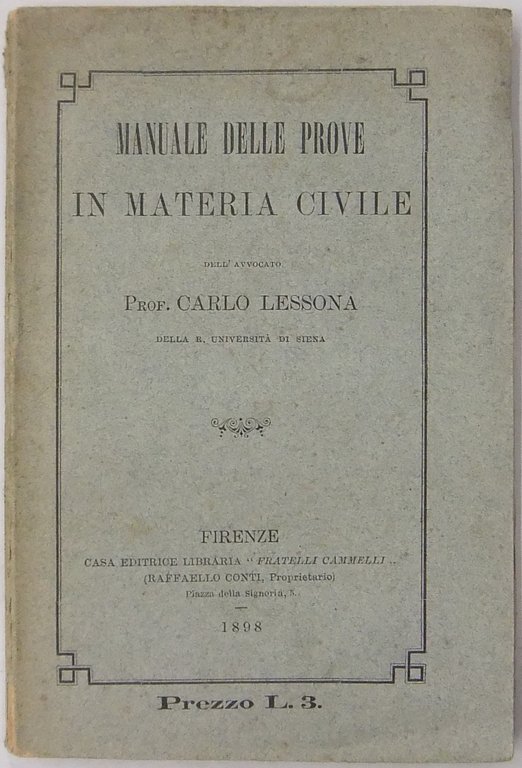 MANUALE DELLE PROVE
IN MATERIA CIVILE
DELL' AVVOCATO
PROF. CARLO LESSONA
DELLA R. UNIVERSITÀ DI SIENA
FIRENZE
CASA EDITRICE LIBRARIA " FRATELLI CAMMELLI „
(RAFFAELLO CONTI, Proprietario)
Piazza della Signoria, 5.
1898
Prezzo L. 3.